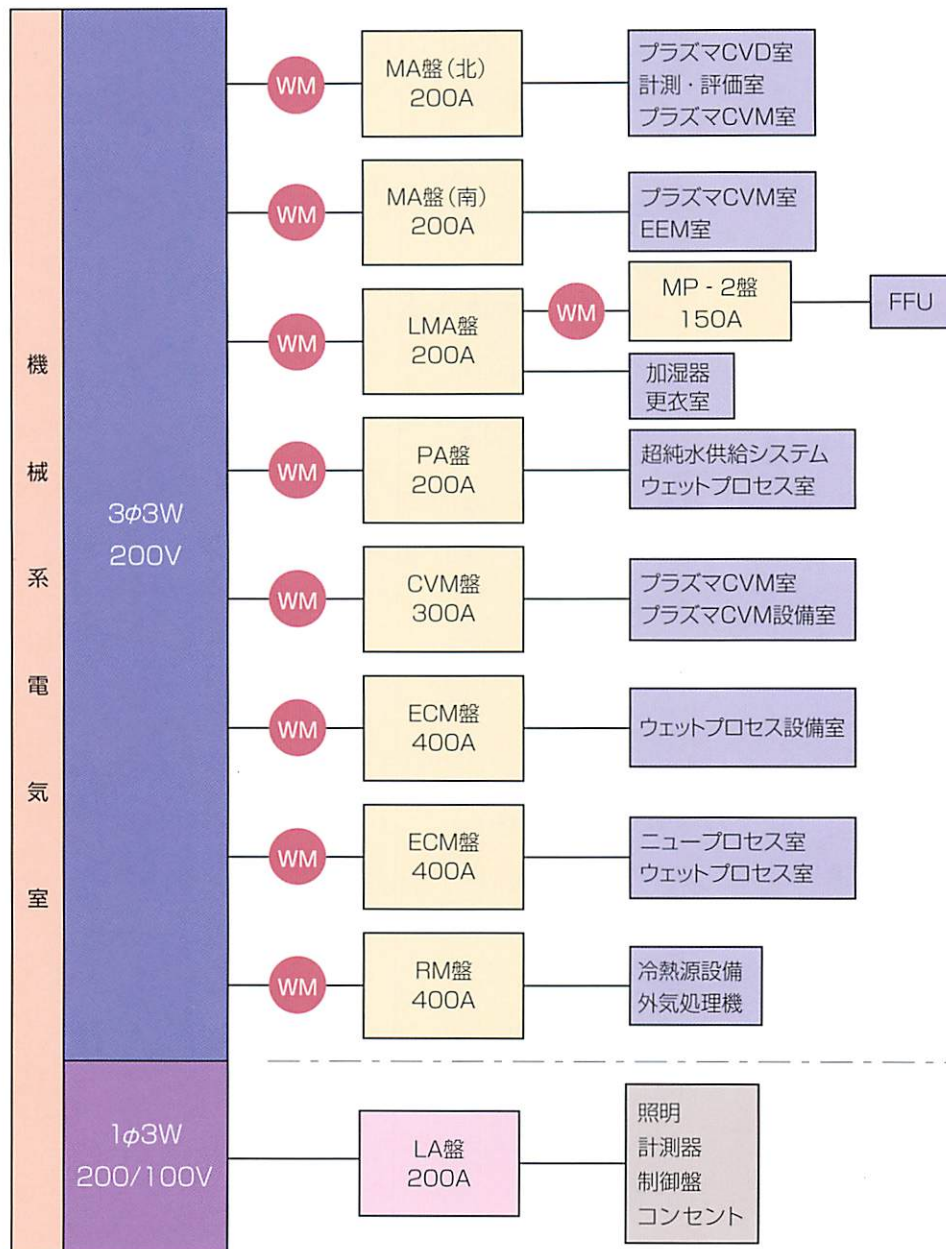 機械系電気室
3φ3W
200V
WM
MA盤(北)
200A
プラズマCVD室
計測・評価室
プラズマCVM室
WM
MA盤(南)
200A
プラズマCVM室
EEM室
WM
LMA盤
200A
WM
MP - 2盤
150A
FFU
加湿器
更衣室
WM
PA盤
200A
超純水供給システム
ウェットプロセス室
WM
CVM盤
300A
プラズマCVM室
プラズマCVM設備室
WM
ECM盤
400A
ウェットプロセス設備室
WM
ECM盤
400A
ニュープロセス室
ウェットプロセス室
WM
RM盤
400A
冷熱源設備
外気処理機
1φ3W
200/100V
LA盤
200A
照明
計測器
制御盤
コンセント